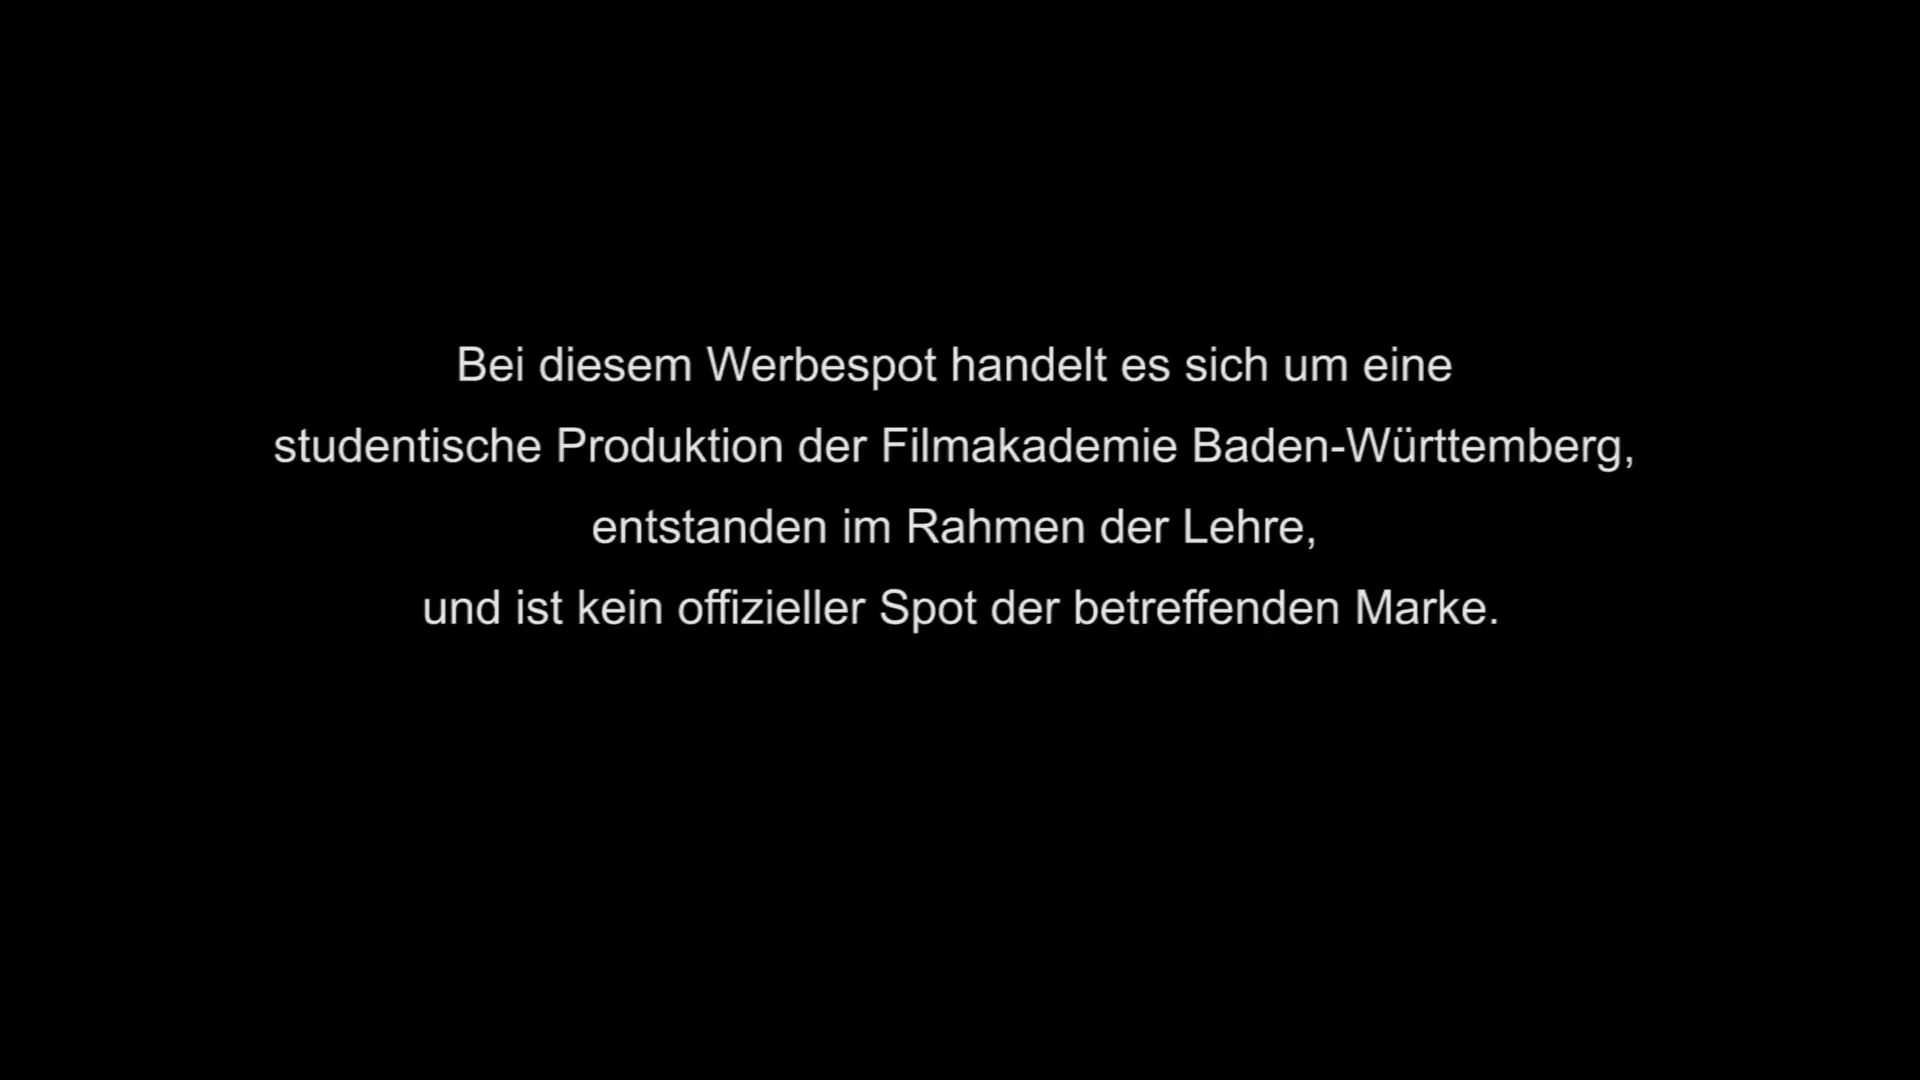 Bei diesem Werbespot handelt es sich um eine
studentische Produktion der Filmakademie Baden-Württemberg,
entstanden im Rahmen der Lehre,
und ist kein offizieller Spot der betreffenden Marke.